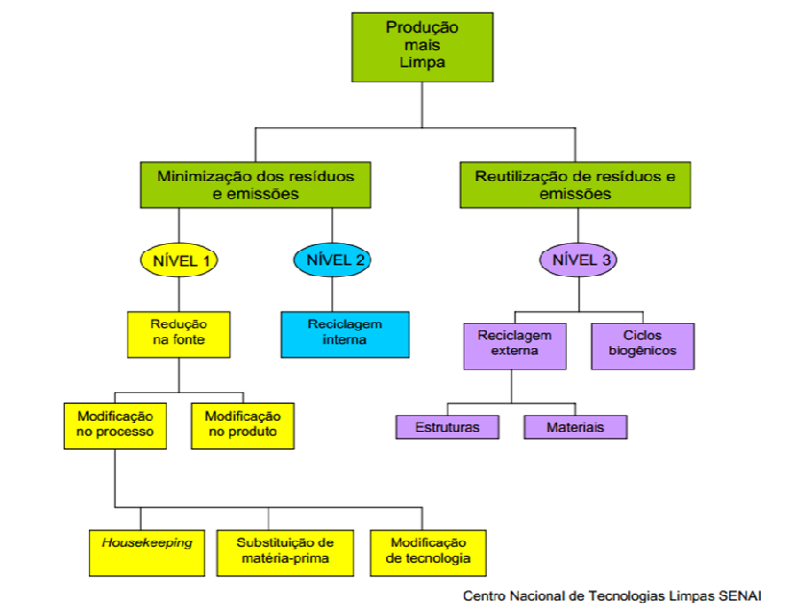 Produção
mais
Limpa
Minimização dos resíduos
e emissões
Reutilização de resíduos e
emissões
NÍVEL 1
NÍVEL 2
NÍVEL 3
Redução
na fonte
Reciclagem
interna
Reciclagem
externa
Ciclos
biogênicos
Modificação
no processo
Modificação
no produto
Estruturas
Materiais
Housekeeping
Substituição de
matéria-prima
Modificação
de tecnologia
Centro Nacional de Tecnologias Limpas SENAI